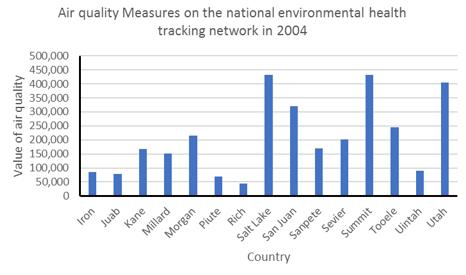 Air quality Measures on the national environmental health
tracking network in 2004
Value of air quality
500,000
450,000
400,000
350,000
300,000
250,000
200,000
150,000
100,000
50,000
0
Iron
Juab
Kane
Millard
Morgan
Piute
Rich
Salt Lake
San Juan
Sanpete
Sevier
Summit
Tooele
Uintah
Utah
Country